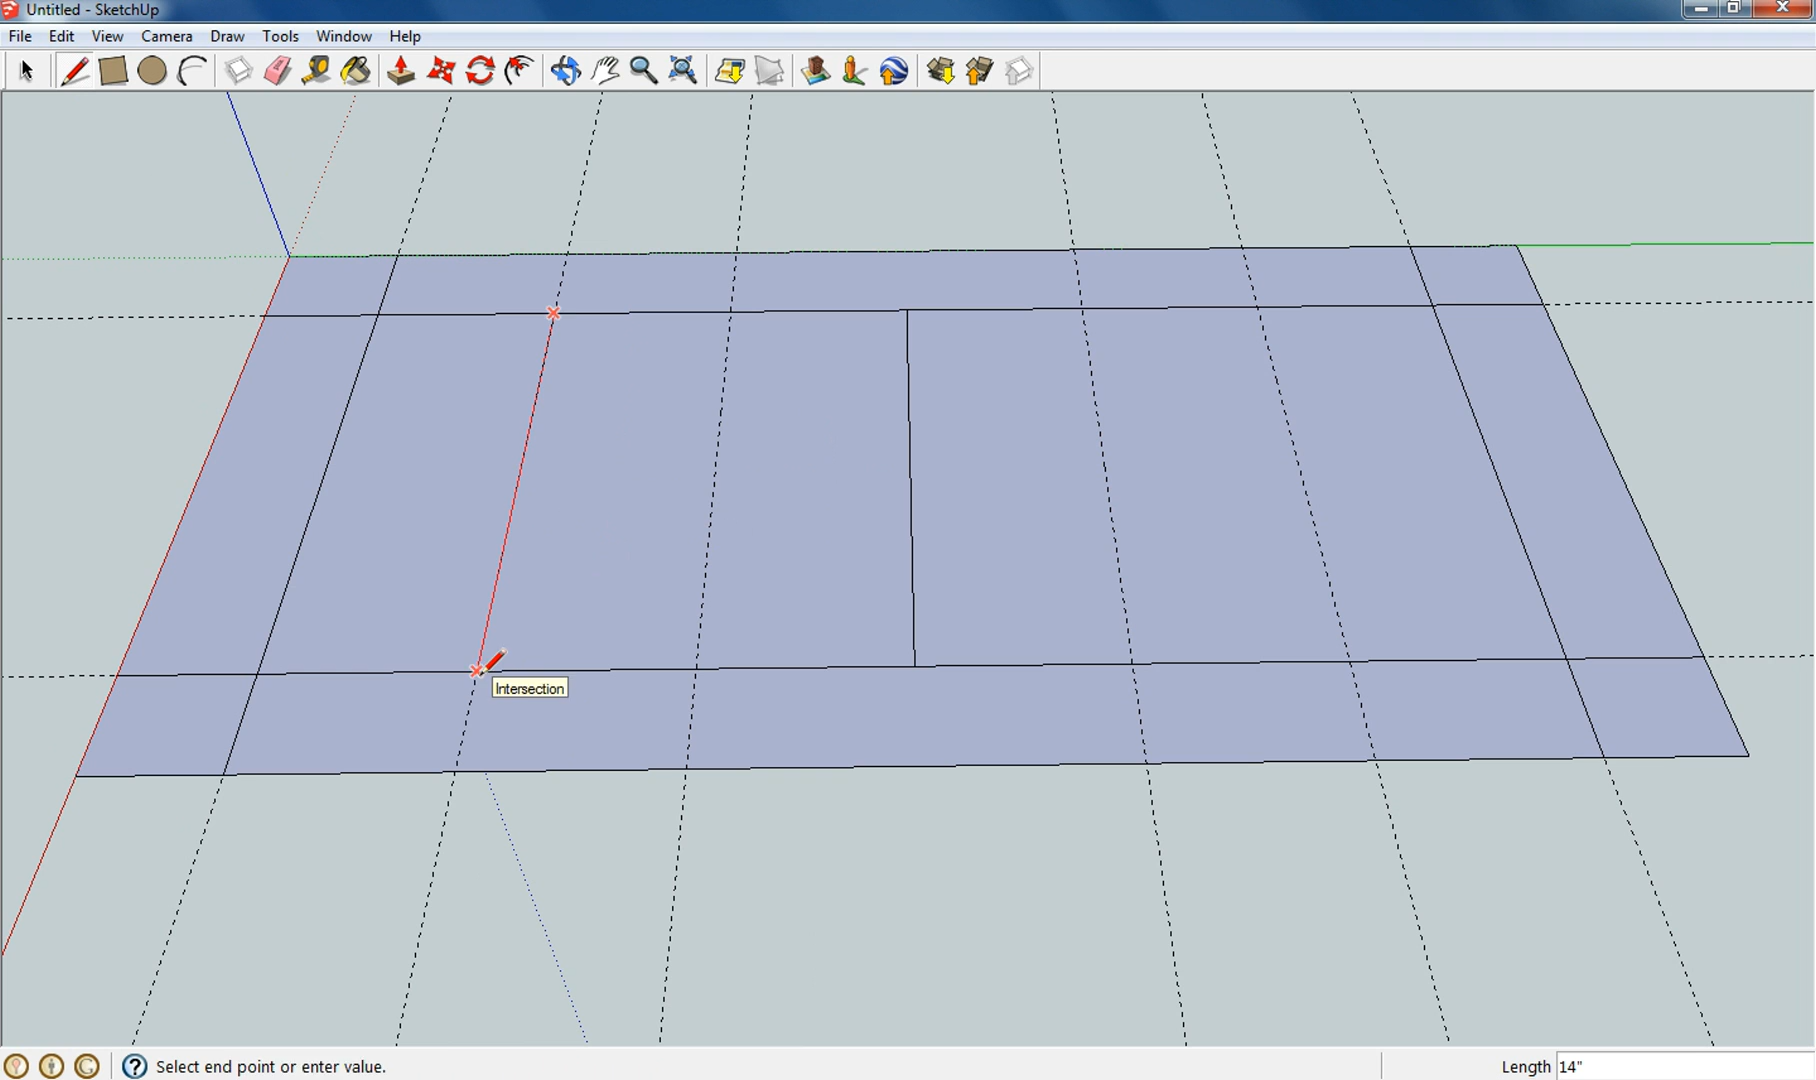 Untitled - SketchUp
File Edit View Camera Draw Tools Window Help
Intersection
Select end point or enter value.
Length 14"